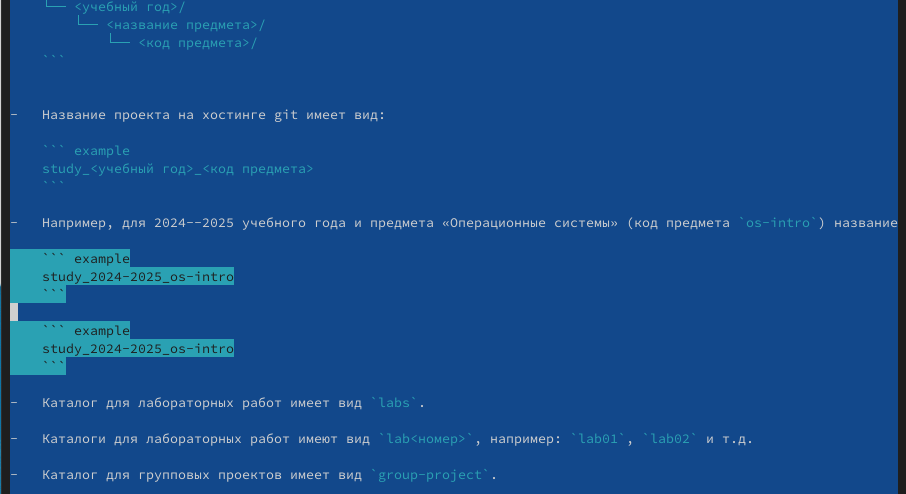 └── <учебный год>/
└── <название предмета>/
└── <код предмета>/
```
- Название проекта на хостинге git имеет вид:
``` example
study_<учебный год>_<код предмета>
```
- Например, для 2024--2025 учебного года и предмета «Операционные системы» (код предмета `os-intro`) название
``` example
study_2024-2025_os-intro
```
``` example
study_2024-2025_os-intro
```
- Каталог для лабораторных работ имеет вид `labs`.
- Каталоги для лабораторных работ имеют вид `lab<номер>`, например: `lab01`, `lab02` и т.д.
- Каталог для групповых проектов имеет вид `group-project`.